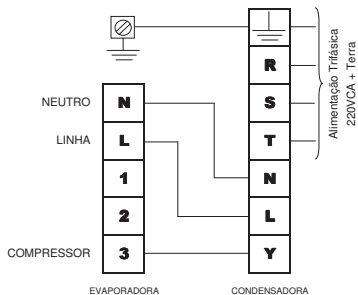 R
S
T
N
L
Y
Alimentação Trifásica
220VCA + Terra
NEUTRO N
LINHA L
1
2
COMPRESSOR 3
EVAPORADORA
CONDENSADORA